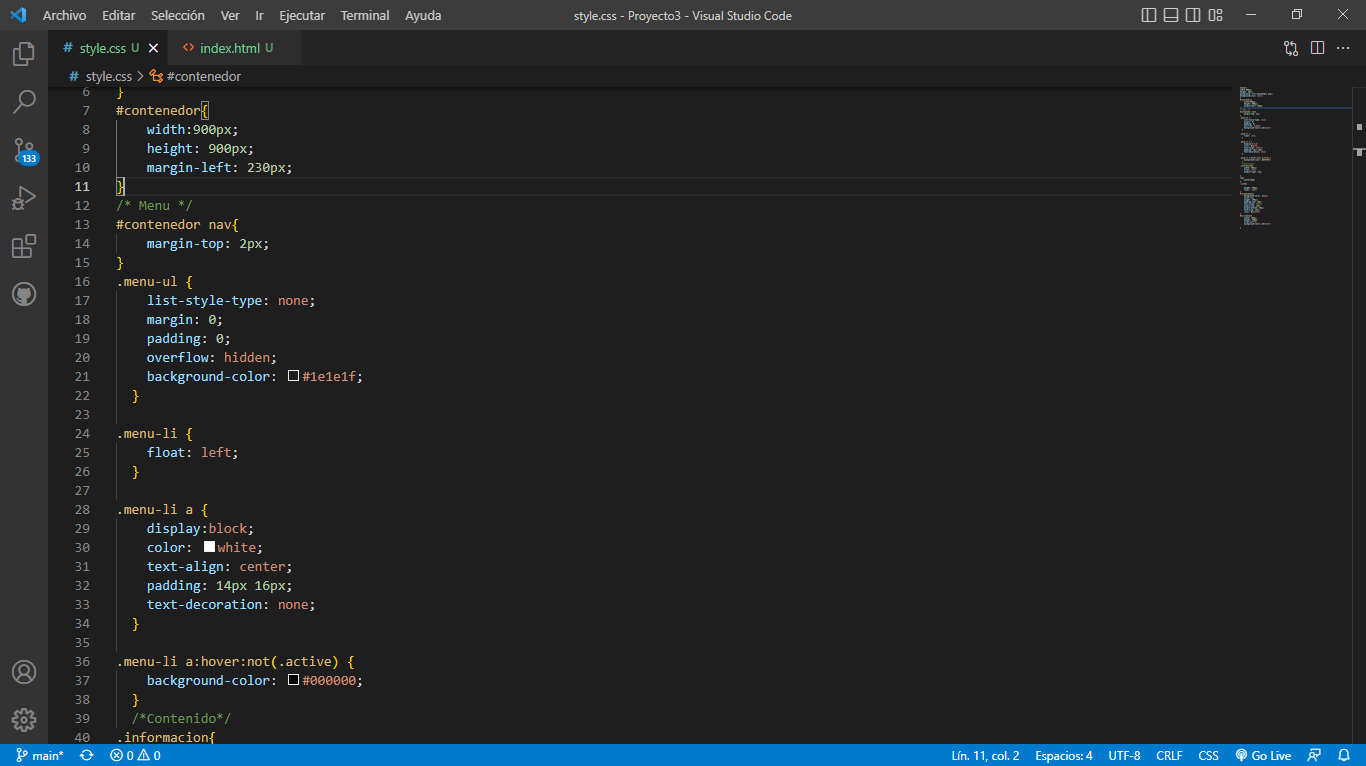 Archivo Editar Selección Ver Ir Ejecutar Terminal Ayuda style.css - Proyecto3 - Visual Studio Code
# style.css U index.html U
# style.css > #contenedor
6 }
7 #contenedor{
8 width:900px;
9 height: 900px;
10 margin-left: 230px;
11 }
12 /* Menu */
13 #contenedor nav{
14 margin-top: 2px;
15 }
16 .menu-ul {
17 list-style-type: none;
18 margin: 0;
19 padding: 0;
20 overflow: hidden;
21 background-color: #1e1e1f;
22 }
23
24 .menu-li {
25 float: left;
26 }
27
28 .menu-li a {
29 display:block;
30 color: white;
31 text-align: center;
32 padding: 14px 16px;
33 text-decoration: none;
34 }
35
36 .menu-li a:hover:not(.active) {
37 background-color: #000000;
38 }
39 /*Contenido*/
40 .informacion{
133
main* 0 0 Lín. 11, col. 2 Espacios: 4 UTF-8 CRLF CSS Go Live